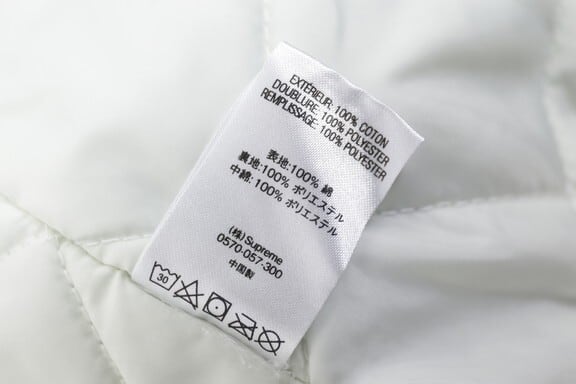 EXTÉRIEUR: 100% COTON
DOUBLURE: 100% POLYESTER
REMPLISSAGE: 100% POLYESTER
表地:100% 綿
裏地:100% ポリエステル
中綿:100% ポリエステル
(株) Supreme
0570-057-300
中国製
30